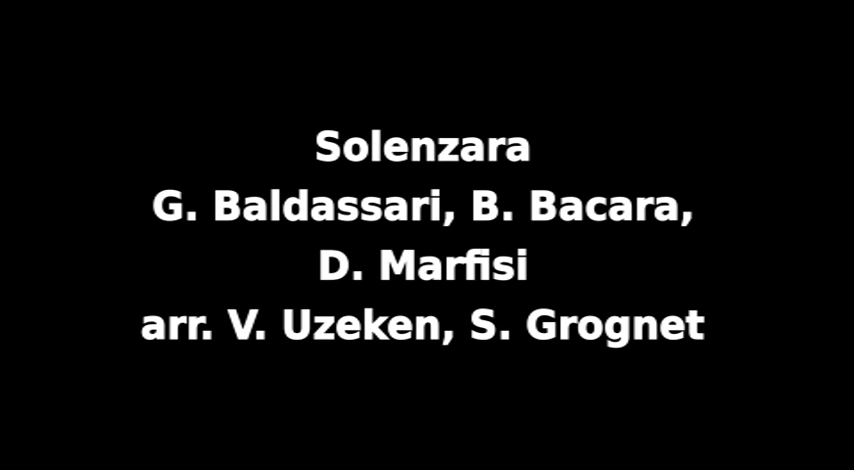 Solenzara
G. Baldassari, B. Bacara,
D. Marfisi
arr. V. Uzeken, S. Grognet